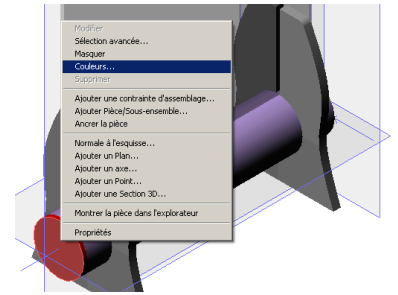 Modifier
Sélection avancée...
Masquer
Couleurs...
Supprimer
Ajouter une contrainte d'assemblage...
Ajouter Pièce/Sous-ensemble...
Ancrer la pièce
Normale à l'esquisse...
Ajouter un Plan...
Ajouter un axe...
Ajouter un Point...
Ajouter une Section 3D...
Montrer la pièce dans l'explorateur
Propriétés